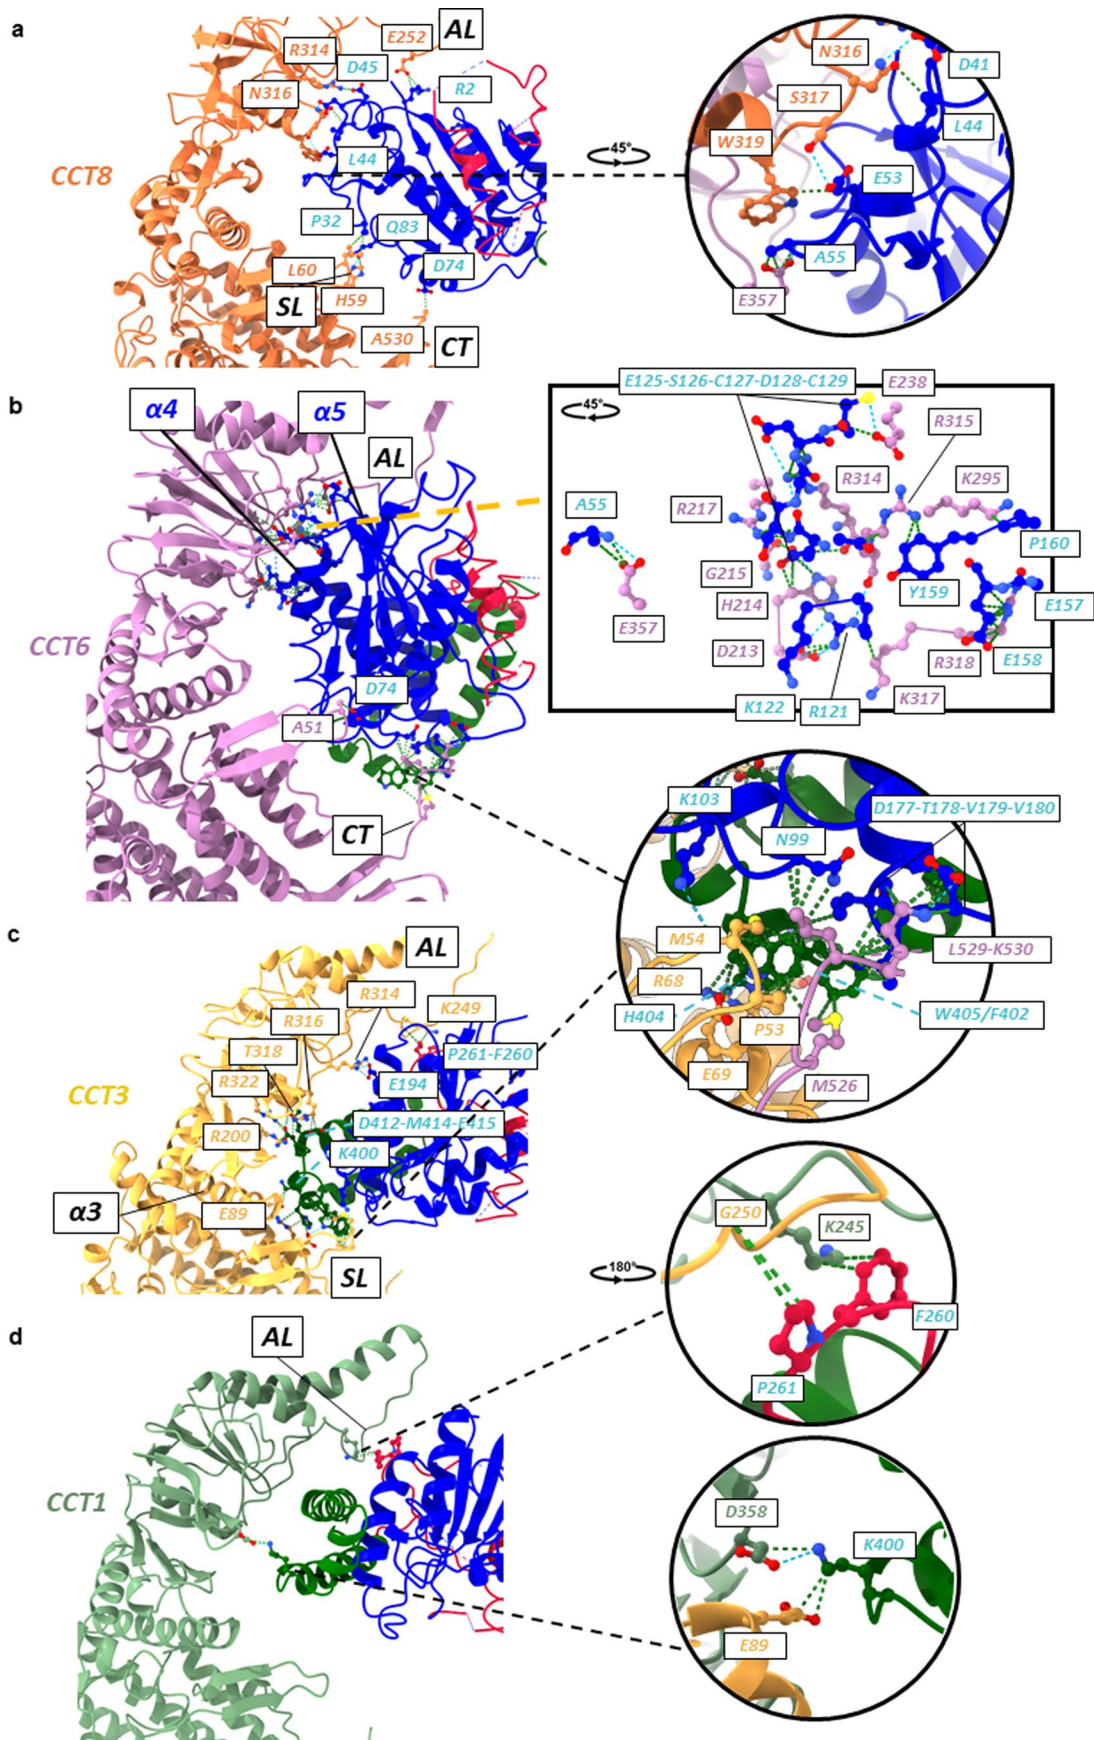 a
R314
E252
AL
D45
N316
R2
CCT8
L44
P32
Q83
D74
L60
SL
H59
A530
CT
45°
N316
D41
S317
L44
W319
E53
A55
E357
b
α4
α5
AL
CCT6
D74
A51
CT
45°
E125-S126-C127-D128-C129
E238
R315
R314
K295
A55
R217
P160
G215
Y159
H214
E157
E357
D213
R318
E158
K317
K122
R121
K103
D177-T178-V179-V180
N99
M54
L529-K530
R68
H404
P53
W405/F402
E69
M526
c
AL
R314
K249
R316
T318
P261-F260
R322
CCT3
E194
D412-M414-E415
R200
K400
α3
E89
SL
180°
G250
K245
F260
P261
d
AL
CCT1
D358
K400
E89